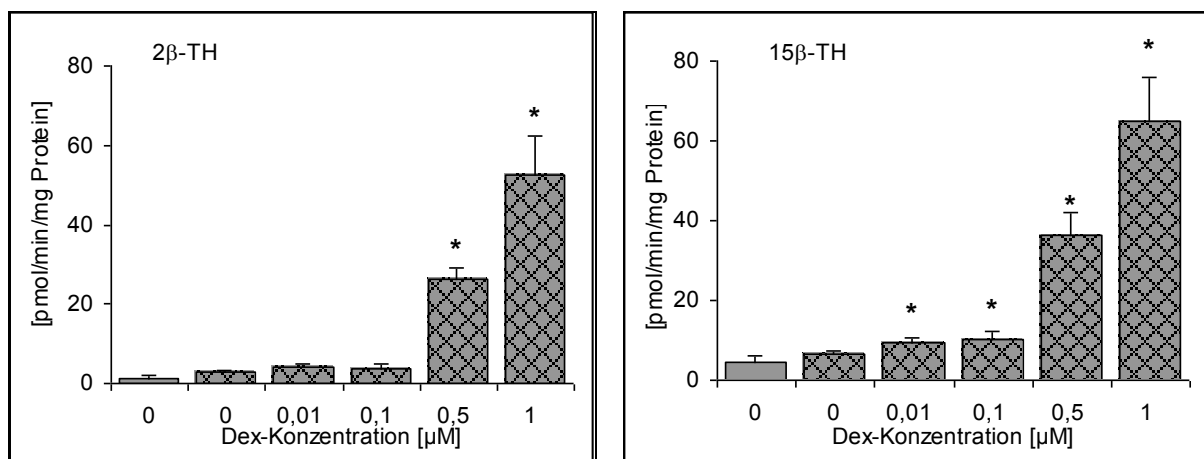 2β-TH
[pmol/min/mg Protein]
80
60
40
20
0
*
*
0 0 0,01 0,1 0,5 1
Dex-Konzentration [µM]
15β-TH
[pmol/min/mg Protein]
80
60
40
20
0
*
*
*
*
0 0 0,01 0,1 0,5 1
Dex-Konzentration [µM]